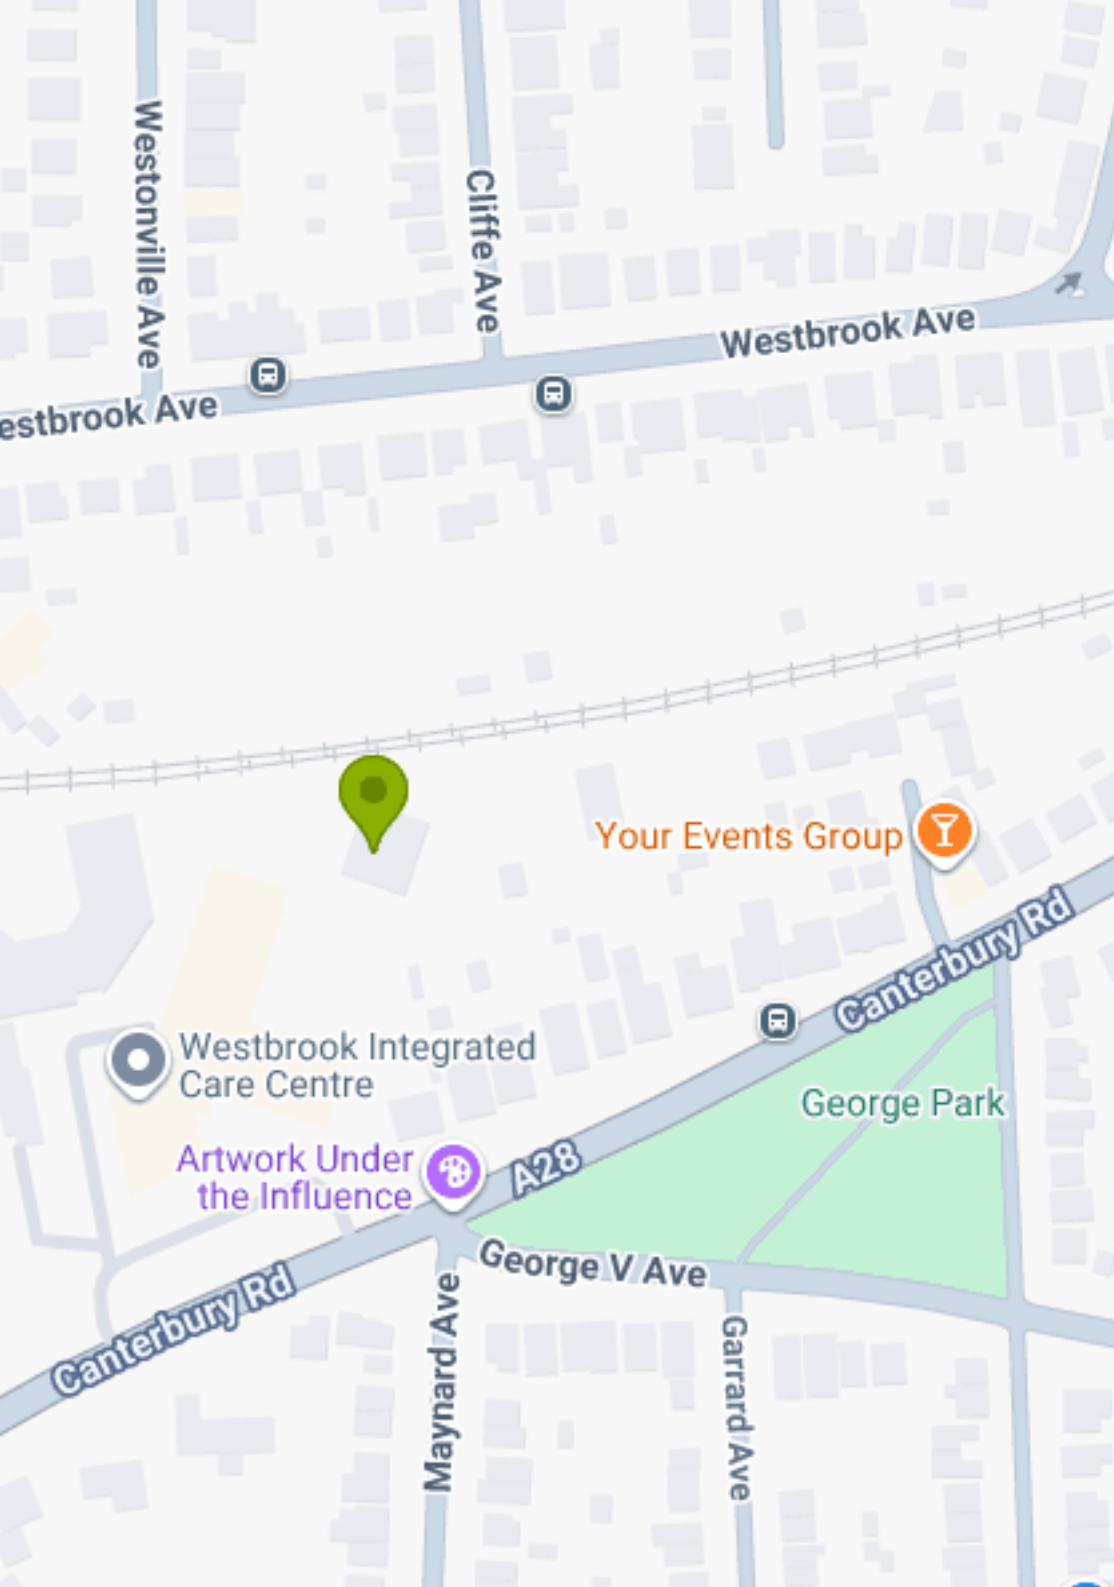 Westonville Ave
Cliffe Ave
Westbrook Ave
estbrook Ave
Your Events Group
Canterbury Rd
Westbrook Integrated
Care Centre
George Park
Artwork Under
the Influence
A28
George V Ave
Canterbury Rd
Maynard Ave
Garrard Ave